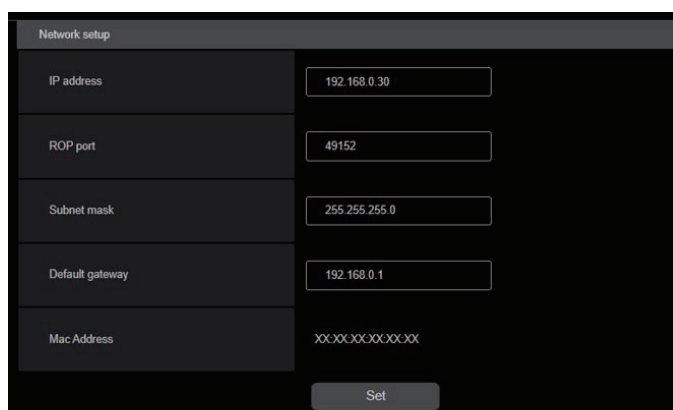 Network setup
IP address 192.168.0.30
ROP port 49152
Subnet mask 255.255.255.0
Default gateway 192.168.0.1
Mac Address XX:XX:XX:XX:XX:XX
Set